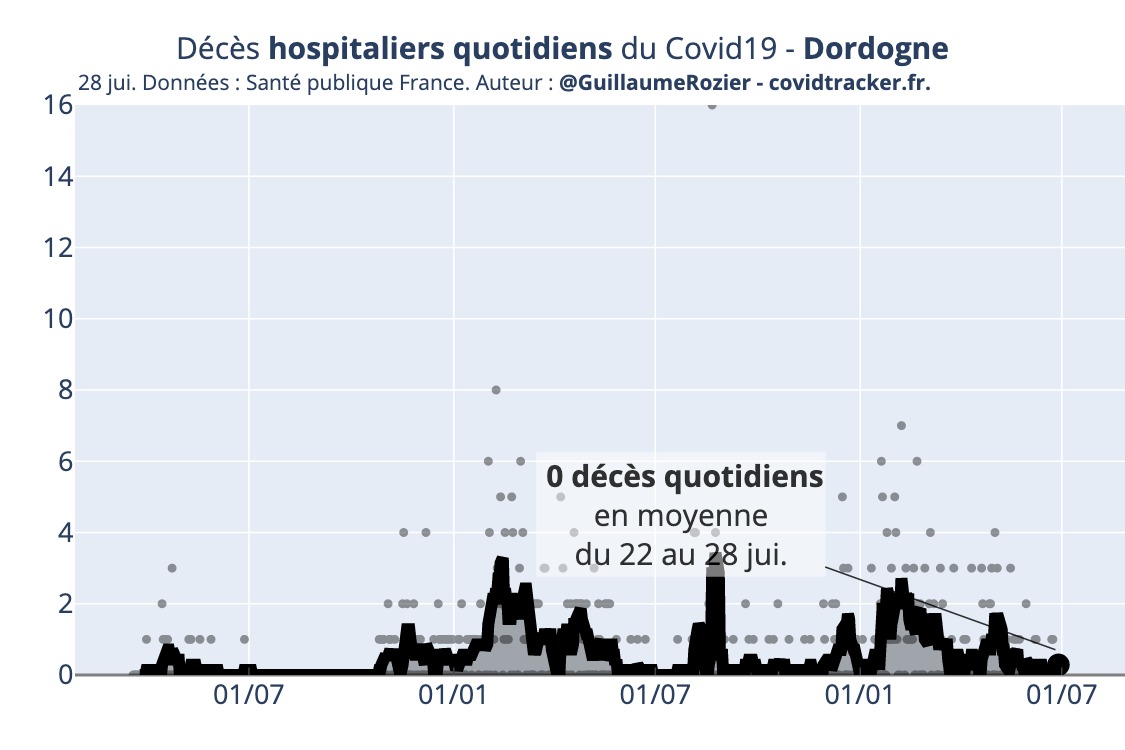 Décès hospitaliers quotidiens du Covid19 - Dordogne
28 jui. Données : Santé publique France. Auteur : @GuillaumeRozier - covidtracker.fr.
16
14
12
10
8
6
4
2
0
0 décès quotidiens
en moyenne
du 22 au 28 jui.
01/07 01/01 01/07 01/01 01/07